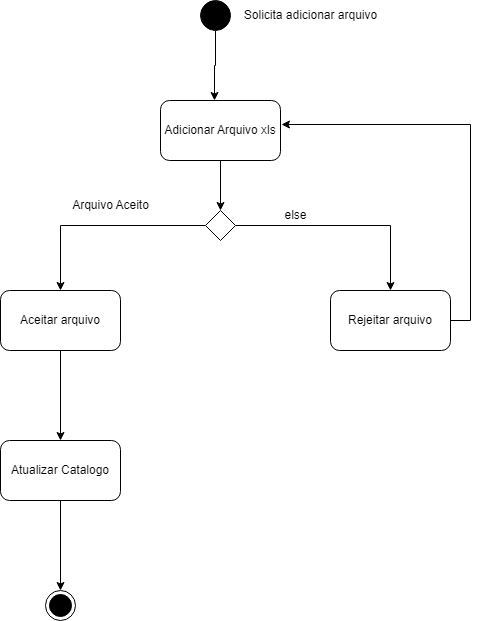 Solicita adicionar arquivo
Adicionar Arquivo xls
Arquivo Aceito
else
Aceitar arquivo
Rejeitar arquivo
Atualizar Catalogo